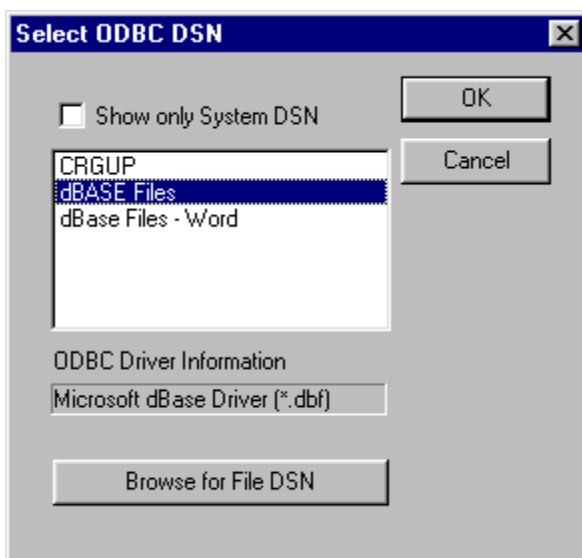 Select ODBC DSN
Show only System DSN
OK
Cancel
CRGUP
dBASE Files
dBase Files - Word
ODBC Driver Information
Microsoft dBase Driver (*.dbf)
Browse for File DSN